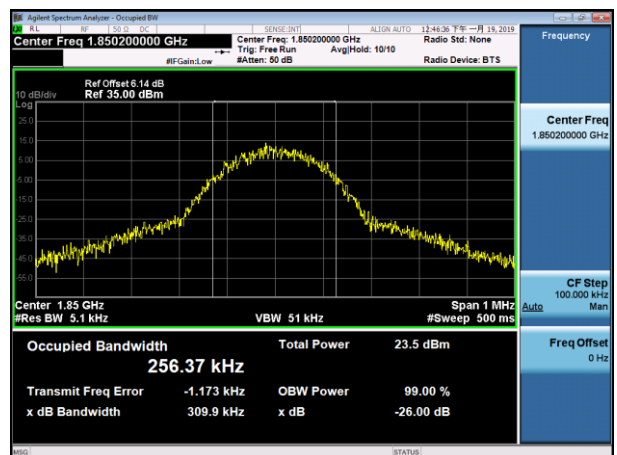 Agilent Spectrum Analyzer - Occupied BW
RL RF 50 Ω DC SENSE:INT ALIGN AUTO 12:46:36 下午 一月 19, 2019
Center Freq 1.850200000 GHz
Center Freq: 1.850200000 GHz
Radio Std: None
Trig: Free Run Avg|Hold: 10/10
#IFGain:Low
#Atten: 50 dB
Radio Device: BTS
Ref Offset 6.14 dB
10 dB/div Ref 35.00 dBm
Log
25.0
15.0
5.00
-5.00
-15.0
-25.0
-35.0
-45.0
-55.0
Center 1.85 GHz Span 1 MHz
#Res BW 5.1 kHz VBW 51 kHz #Sweep 500 ms
Occupied Bandwidth Total Power 23.5 dBm
256.37 kHz
Transmit Freq Error -1.173 kHz OBW Power 99.00 %
x dB Bandwidth 309.9 kHz x dB -26.00 dB
MSG STATUS
Frequency
Center Freq
1.850200000 GHz
CF Step
100.000 kHz
Auto Man
Freq Offset
0 Hz